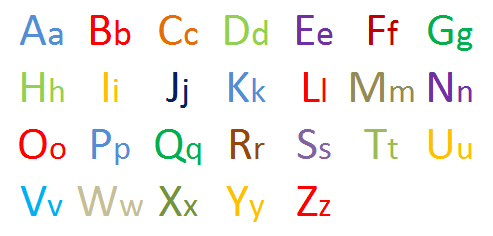 Aa Bb Cc Dd Ee Ff Gg
Hh Ii Jj Kk Ll Mm Nn
Oo Pp Qq Rr Ss Tt Uu
Vv Ww Xx Yy Zz